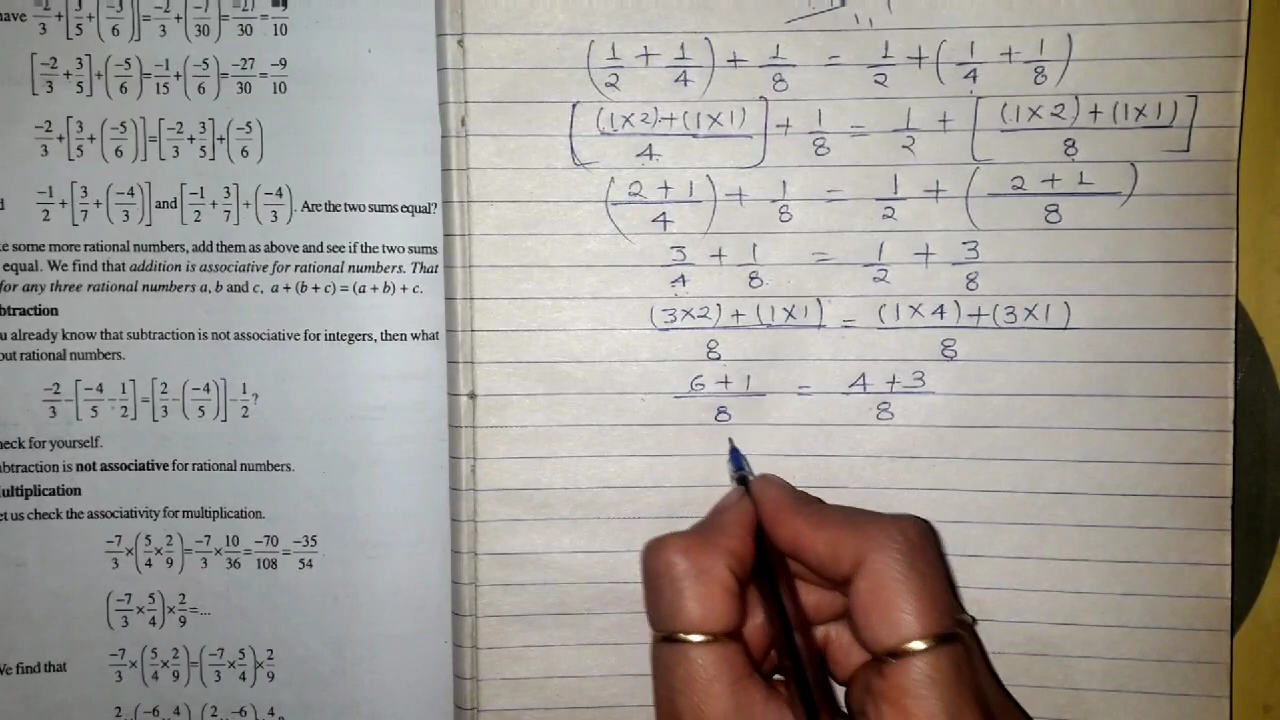 ave -2/3 + [3/5 + (-5/6)] = -2/3 + (-7/30) = -27/30 = -9/10
[-2/3 + 3/5] + (-5/6) = -1/15 + (-5/6) = -27/30 = -9/10
-2/3 + [3/5 + (-5/6)] = [-2/3 + 3/5] + (-5/6)
d -1/2 + [3/7 + (-4/3)] and [-1/2 + 3/7] + (-4/3). Are the two sums equal?
e some more rational numbers, add them as above and see if the two sums
equal. We find that addition is associative for rational numbers. That
for any three rational numbers a, b and c, a + (b + c) = (a + b) + c.
btraction
u already know that subtraction is not associative for integers, then what
out rational numbers.
-2/3 - [-4/5 - 1/2] = [2/3 - (-4/5)] - 1/2 ?
heck for yourself.
btraction is not associative for rational numbers.
ultiplication
et us check the associativity for multiplication.
-7/3 × (5/4 × 2/9) = -7/3 × 10/36 = -70/108 = -35/54
(-7/3 × 5/4) × 2/9 = ...
We find that -7/3 × (5/4 × 2/9) = (-7/3 × 5/4) × 2/9
2 (-6 4) (2 -6) 4
(1/2 + 1/4) + 1/8 = 1/2 + (1/4 + 1/8)
[(1×2)+(1×1)/4] + 1/8 = 1/2 + [(1×2)+(1×1)/8]
(2+1/4) + 1/8 = 1/2 + (2+1/8)
3/4 + 1/8 = 1/2 + 3/8
(3×2)+(1×1)/8 = (1×4)+(3×1)/8
6+1/8 = 4+3/8